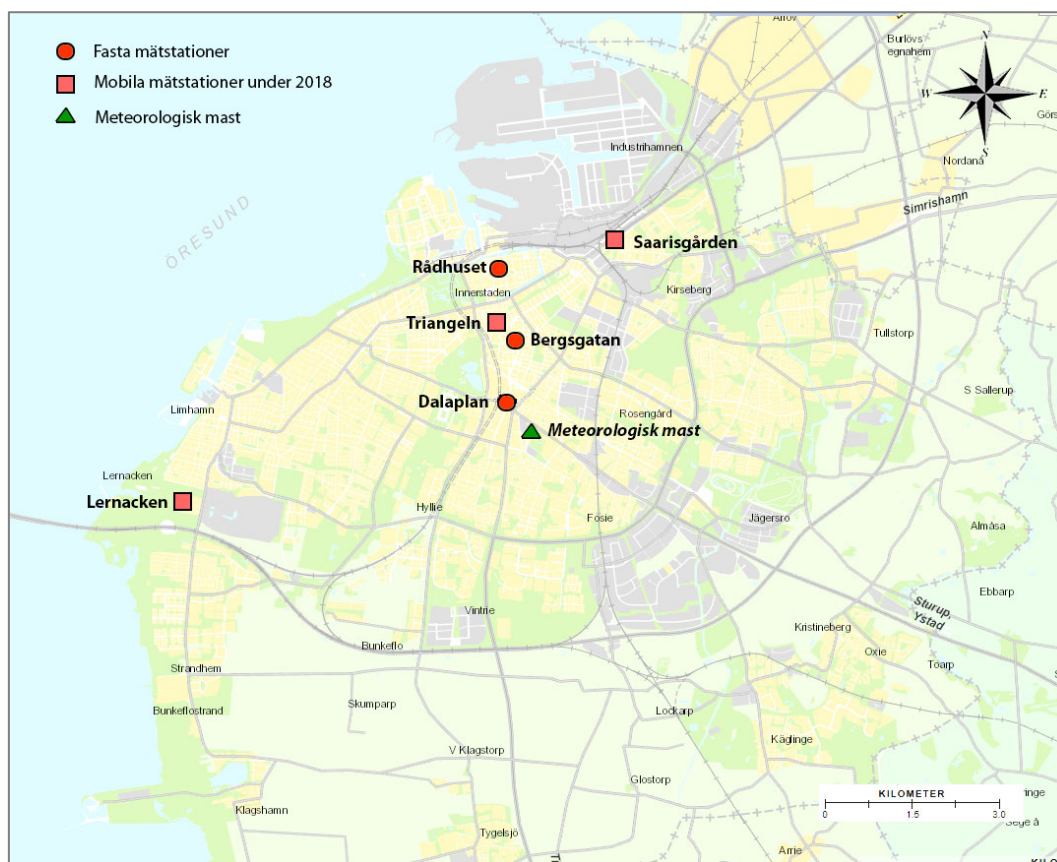 Fasta mätstationer
Mobila mätstationer under 2018
Meteorologisk mast
Arlöv
Burlövs
egnahem
N
W
E
S
Nordanå
Industrihamnen
ÖRESUND
Simrishamn
Saarisgården
Rådhuset
Innerstaden
Kirseberg
Triangeln
Bergsgatan
Tullstorp
Dalaplan
S Sallerup
Limhamn
Rosengård
Meteorologisk mast
Lernacken
Lernacken
Hyllie
Fosie
Jägersro
Almåsa
Ebbarp
Vintrie
Sturup,
Ystad
Kristineberg
Bunkeflo
Oxie
Toarp
Strandhem
Skumparp
Bunkeflostrand
Lockarp
Käglinge
V Klagstorp
Glostorp
KILOMETER
0 1.5 3.0
Klagshamn
Tygelsjö
Arrie